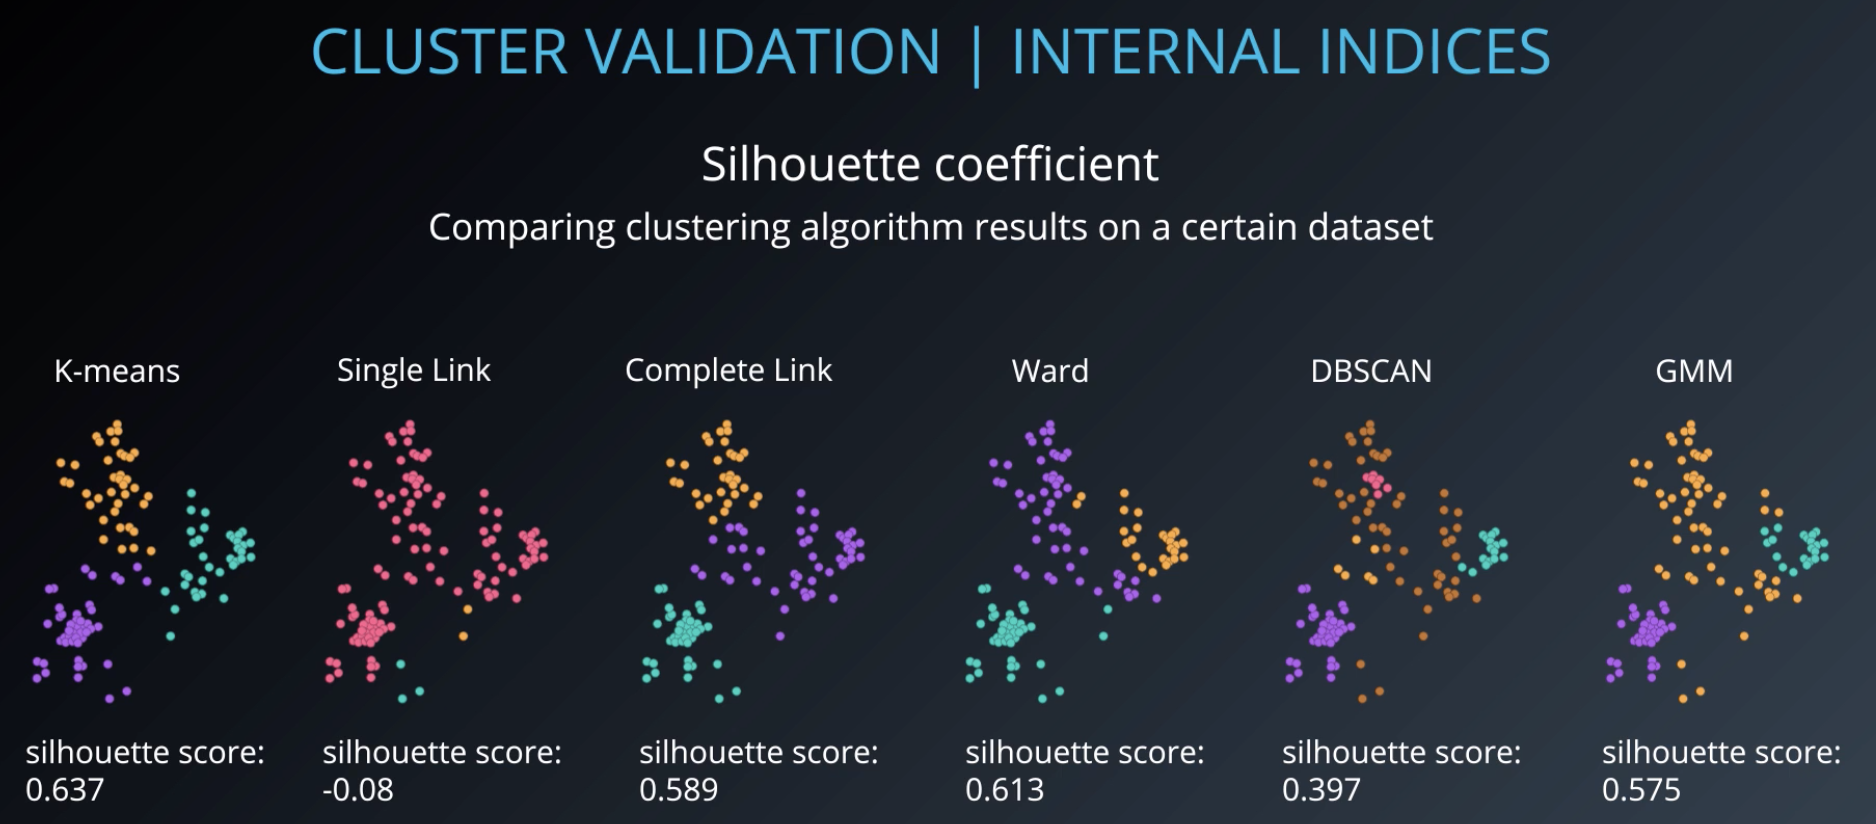 CLUSTER VALIDATION | INTERNAL INDICES
Silhouette coefficient
Comparing clustering algorithm results on a certain dataset
K-means
Single Link
Complete Link
Ward
DBSCAN
GMM
silhouette score:
0.637
silhouette score:
-0.08
silhouette score:
0.589
silhouette score:
0.613
silhouette score:
0.397
silhouette score:
0.575